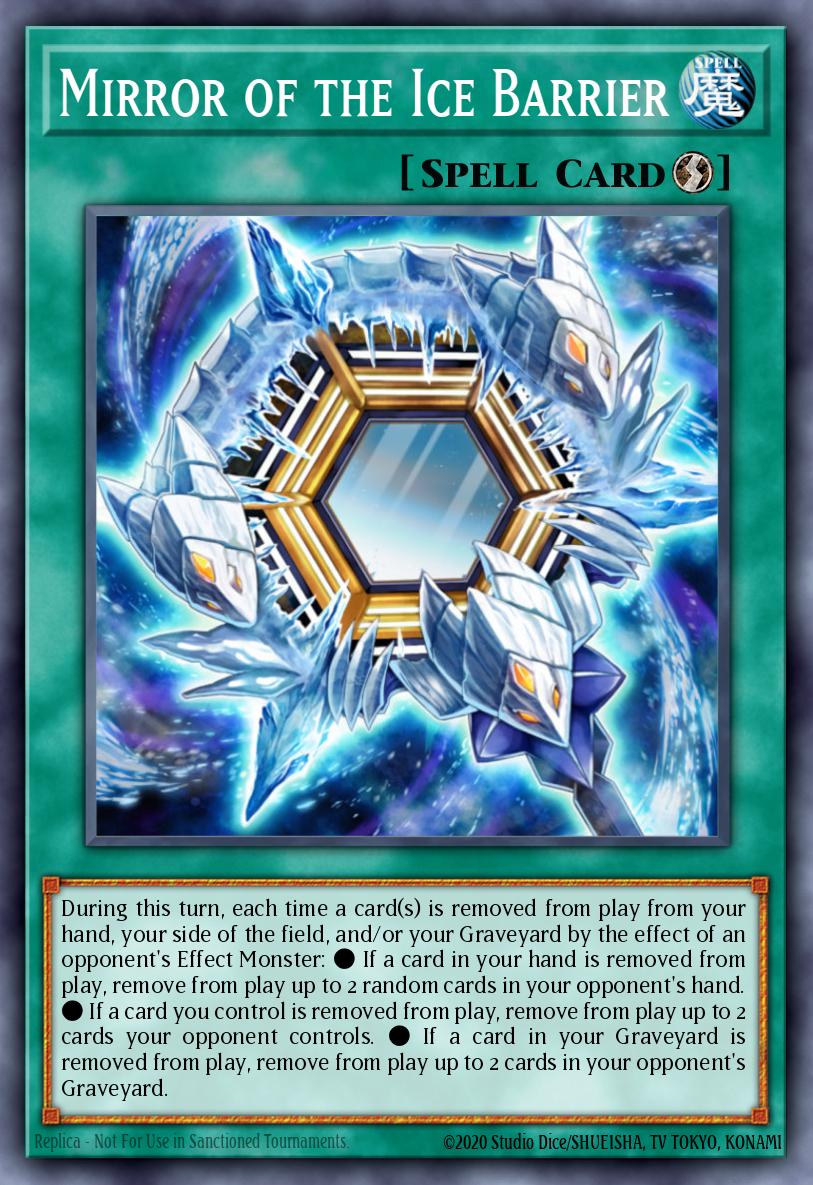 MIRROR OF THE ICE BARRIER
SPELL
魔
[SPELL CARD]
During this turn, each time a card(s) is removed from play from your
hand, your side of the field, and/or your Graveyard by the effect of an
opponent's Effect Monster: ● If a card in your hand is removed from
play, remove from play up to 2 random cards in your opponent's hand.
● If a card you control is removed from play, remove from play up to 2
cards your opponent controls. ● If a card in your Graveyard is
removed from play, remove from play up to 2 cards in your opponent's
Graveyard.
Replica - Not For Use in Sanctioned Tournaments.
©2020 Studio Dice/SHUEISHA, TV TOKYO, KONAMI